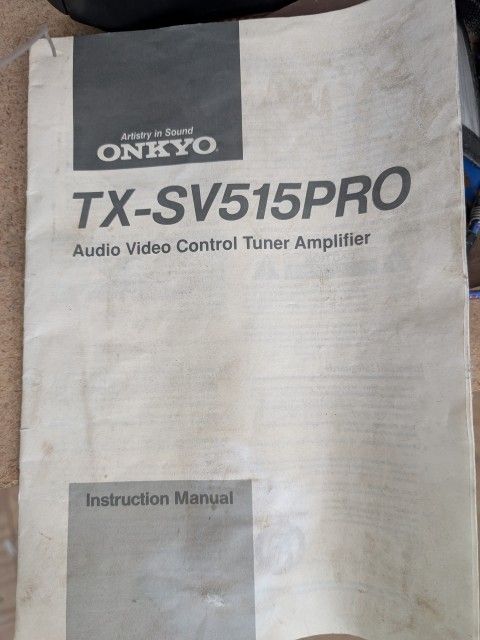 Artistry in Sound
ONKYO
TX-SV515PRO
Audio Video Control Tuner Amplifier
Instruction Manual